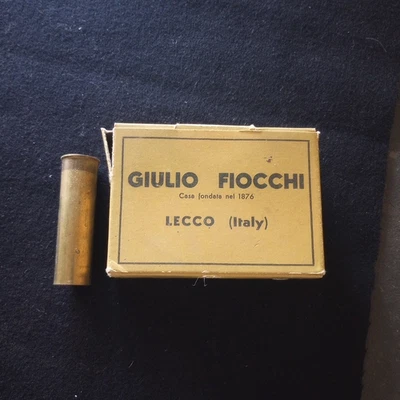 GIULIO FIOCCHI
Casa fondata nel 1876
LECCO (Italy)